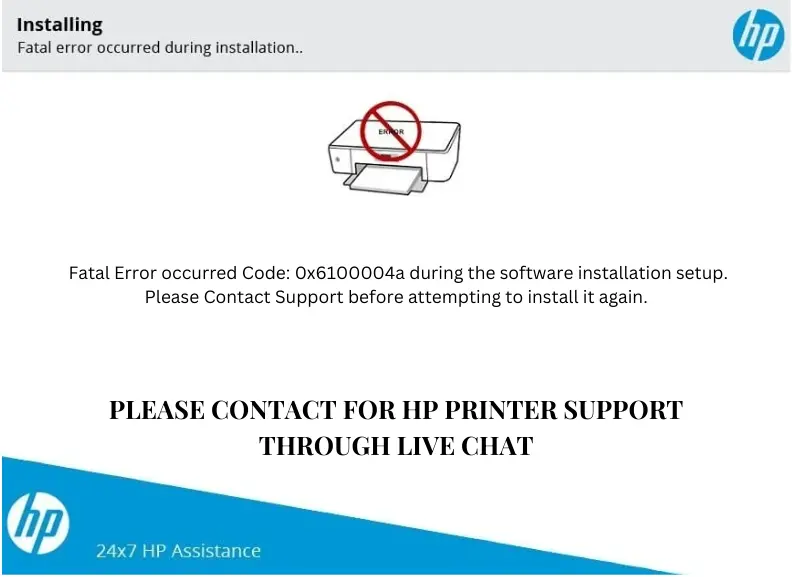 Installing
Fatal error occurred during installation..
hp
ERROR
Fatal Error occurred Code: 0x6100004a during the software installation setup.
Please Contact Support before attempting to install it again.
PLEASE CONTACT FOR HP PRINTER SUPPORT
THROUGH LIVE CHAT
hp
24x7 HP Assistance